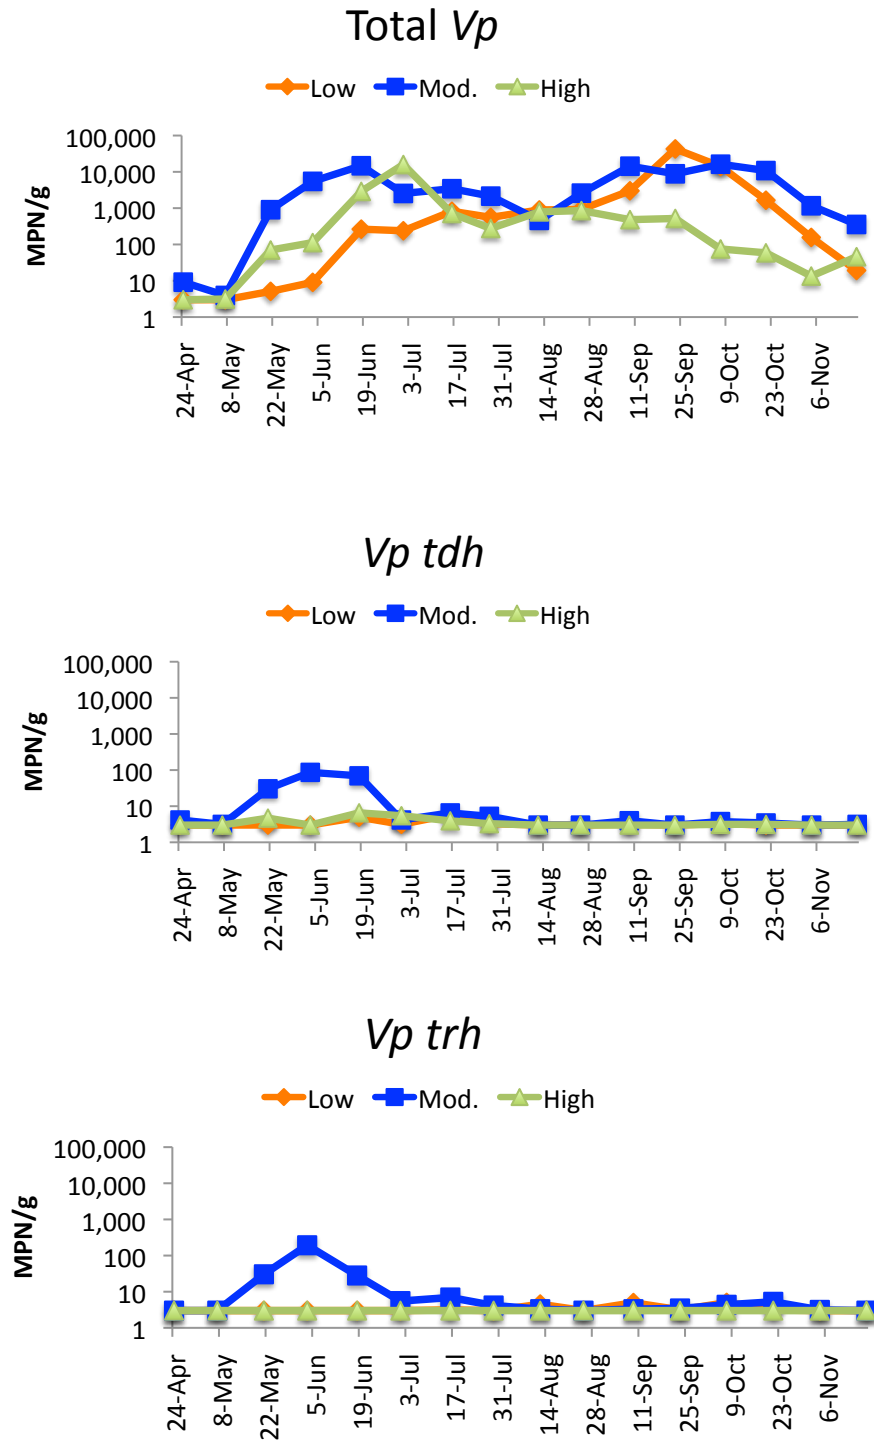 Total Vp
Low Mod. High
MPN/g
100,000
10,000
1,000
100
10
1
24-Apr 8-May 22-May 5-Jun 19-Jun 3-Jul 17-Jul 31-Jul 14-Aug 28-Aug 11-Sep 25-Sep 9-Oct 23-Oct 6-Nov
Vp tdh
Low Mod. High
MPN/g
100,000
10,000
1,000
100
10
1
24-Apr 8-May 22-May 5-Jun 19-Jun 3-Jul 17-Jul 31-Jul 14-Aug 28-Aug 11-Sep 25-Sep 9-Oct 23-Oct 6-Nov
Vp trh
Low Mod. High
MPN/g
100,000
10,000
1,000
100
10
1
24-Apr 8-May 22-May 5-Jun 19-Jun 3-Jul 17-Jul 31-Jul 14-Aug 28-Aug 11-Sep 25-Sep 9-Oct 23-Oct 6-Nov